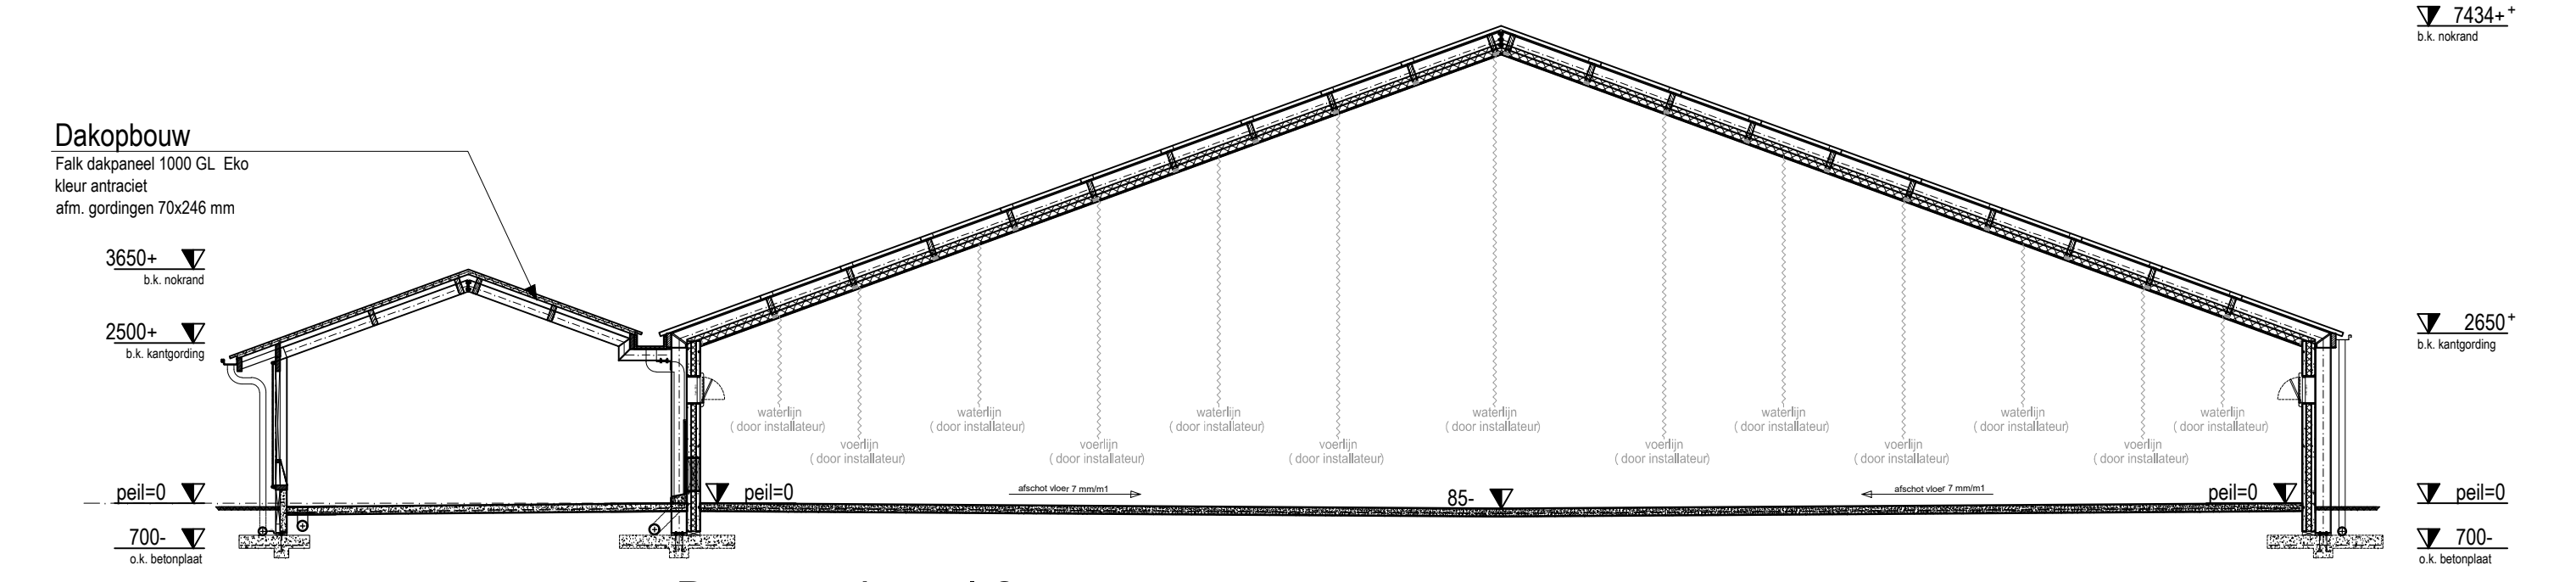 7434+ +
b.k. nokrand
Dakopbouw
Falk dakpaneel 1000 GL Eko
kleur antraciet
afm. gordingen 70x246 mm
3650+
b.k. nokrand
2500+
b.k. kantgording
2650+
b.k. kantgording
waterlijn
( door installateur)
waterlijn
( door installateur)
waterlijn
( door installateur)
waterlijn
( door installateur)
waterlijn
( door installateur)
waterlijn
( door installateur)
waterlijn
( door installateur)
voerlijn
( door installateur)
voerlijn
( door installateur)
voerlijn
( door installateur)
voerlijn
( door installateur)
voerlijn
( door installateur)
voerlijn
( door installateur)
peil=0
peil=0
afschot vloer 7 mm/m1
85-
afschot vloer 7 mm/m1
peil=0
peil=0
700-
o.k. betonplaat
700-
o.k. betonplaat